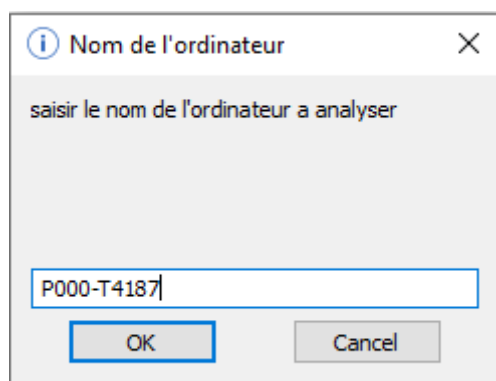 Nom de l'ordinateur
saisir le nom de l'ordinateur a analyser
P000-T4187
OK Cancel